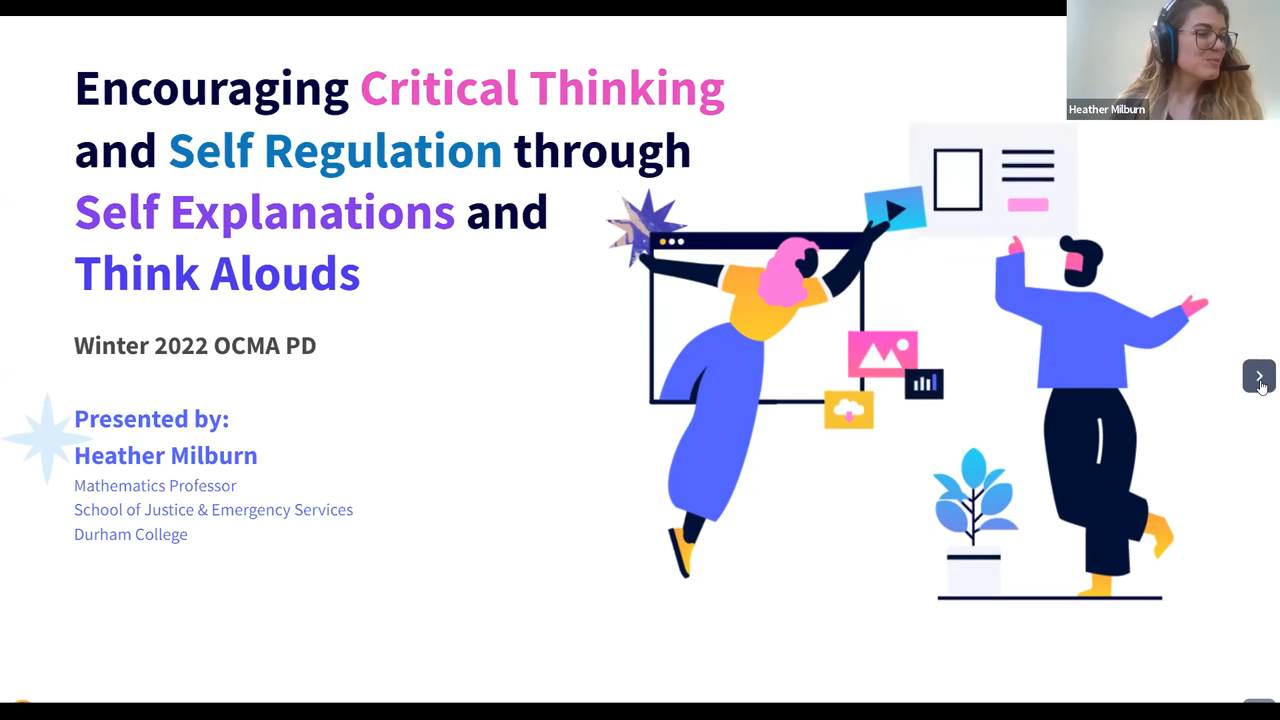 Encouraging Critical Thinking
and Self Regulation through
Self Explanations and
Think Alouds
Winter 2022 OCMA PD
Presented by:
Heather Milburn
Mathematics Professor
School of Justice & Emergency Services
Durham College
Heather Milburn